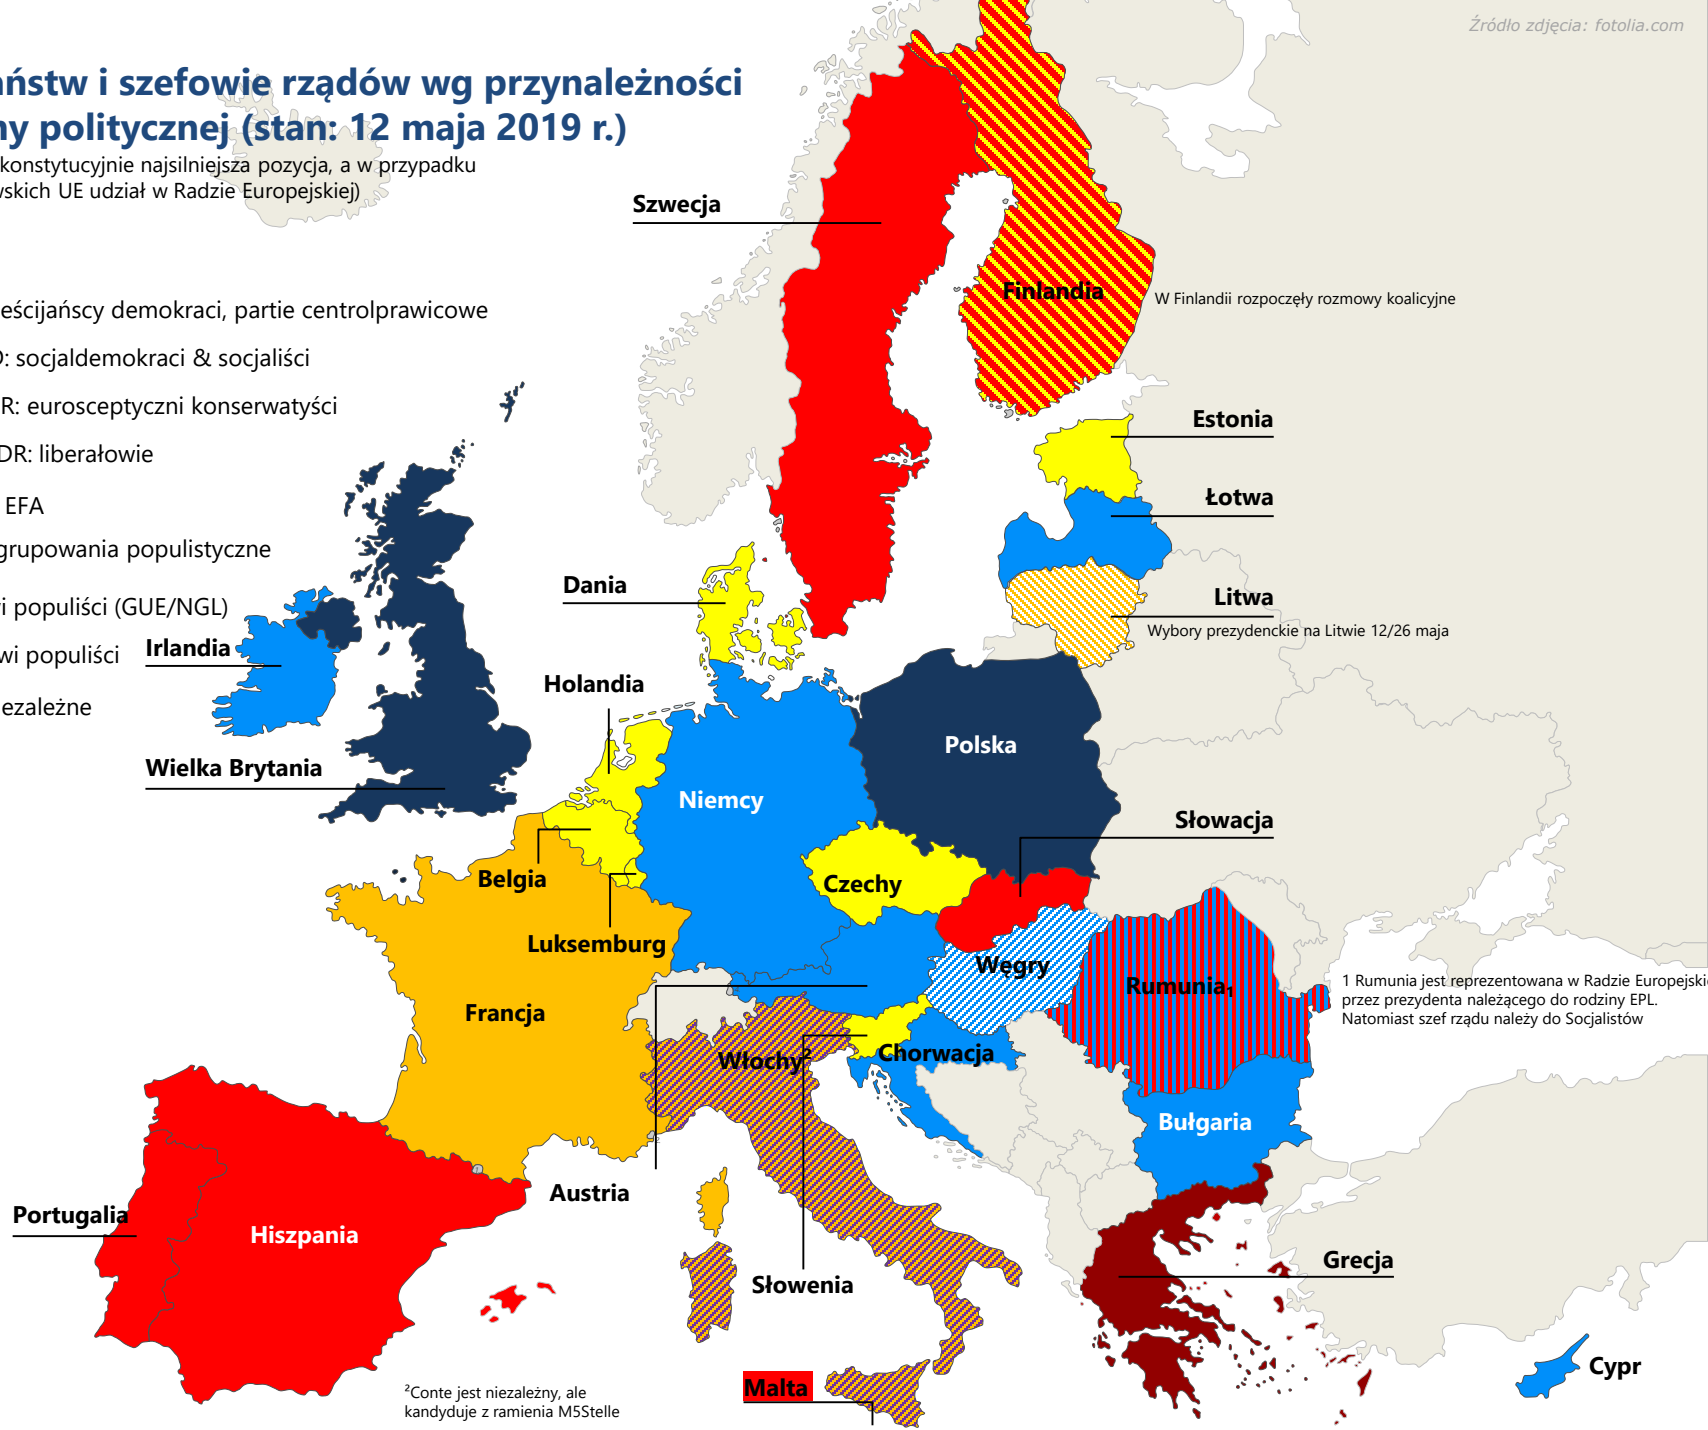 Źródło zdjęcia: fotolia.com
ństw i szefowie rządów wg przynależności
ny politycznej (stan: 12 maja 2019 r.)
konstytucyjnie najsilniejsza pozycja, a w przypadku
wskich UE udział w Radzie Europejskiej)
Szwecja
Finlandia
W Finlandii rozpoczęły rozmowy koalicyjne
eścijańscy demokraci, partie centrolprawicowe
D: socjaldemokraci & socjaliści
R: eurosceptyczni konserwatyści
Estonia
DR: liberałowie
Łotwa
EFA
grupowania populistyczne
Dania
Litwa
i populiści (GUE/NGL)
Wybory prezydenckie na Litwie 12/26 maja
Irlandia
wi populiści
Holandia
ezależne
Polska
Wielka Brytania
Niemcy
Słowacja
Belgia
Czechy
Luksemburg
Węgry
Rumunia₁
1 Rumunia jest reprezentowana w Radzie Europejski
przez prezydenta należącego do rodziny EPL.
Natomiast szef rządu należy do Socjalistów
Francja
Włochy²
Chorwacja
Bułgaria
Austria
Portugalia
Hiszpania
Grecja
Słowenia
Cypr
Malta
²Conte jest niezależny, ale
kandyduje z ramienia M5Stelle